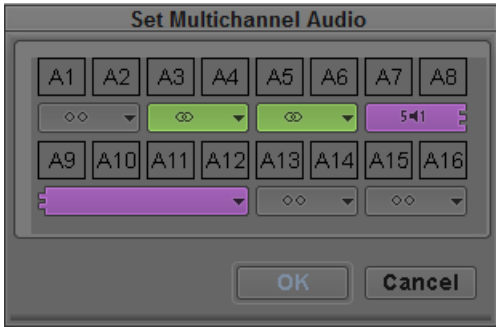 Set Multichannel Audio
A1 A2 A3 A4 A5 A6 A7 A8
5 1
A9 A10 A11 A12 A13 A14 A15 A16
OK Cancel